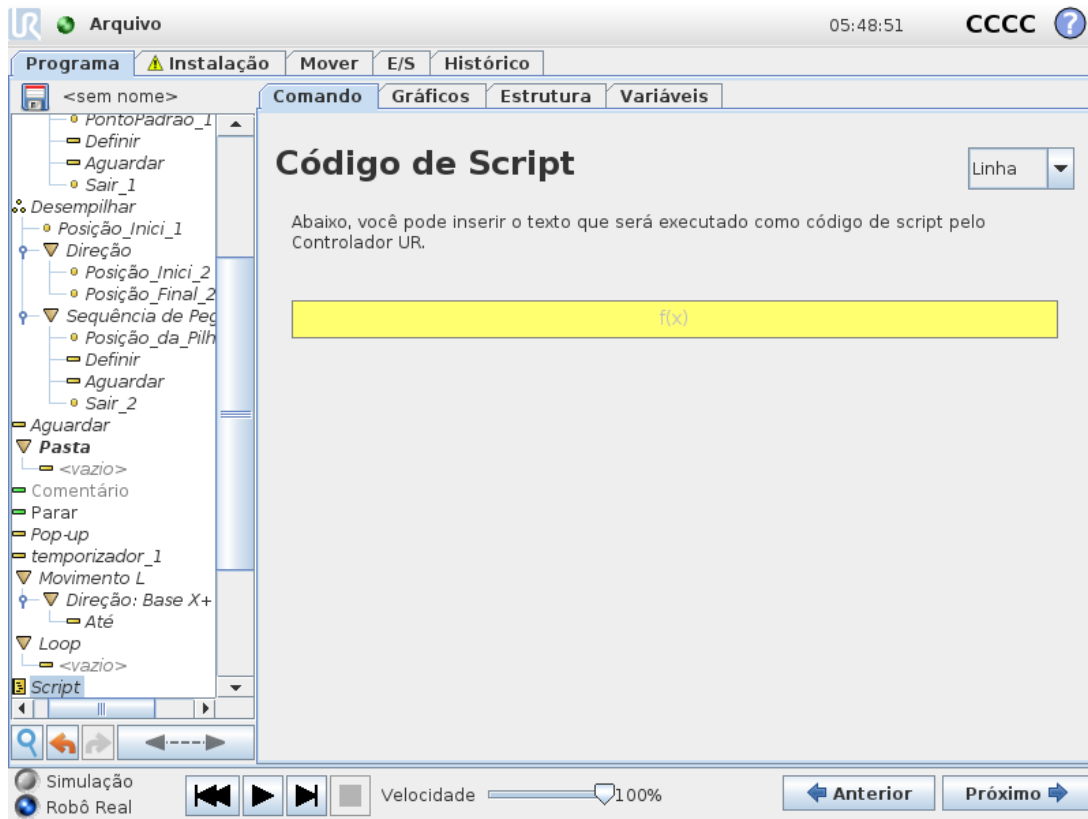 UR Arquivo 05:48:51 CCCC ?
Programa Instalação Mover E/S Histórico
<sem nome> Comando Gráficos Estrutura Variáveis
PontoPadrao_1
Definir
Aguardar
Sair_1
Desempilhar
Posição_Inici_1
Direção
Posição_Inici_2
Posição_Final_2
Sequência de Peg
Posição_da_Pilh
Definir
Aguardar
Sair_2
Aguardar
Pasta
<vazio>
Comentário
Parar
Pop-up
temporizador_1
Movimento L
Direção: Base X+
Até
Loop
<vazio>
Script
Código de Script
Linha
Abaixo, você pode inserir o texto que será executado como código de script pelo
Controlador UR.
f(x)
Simulação
Robô Real
Velocidade 100%
Anterior Próximo